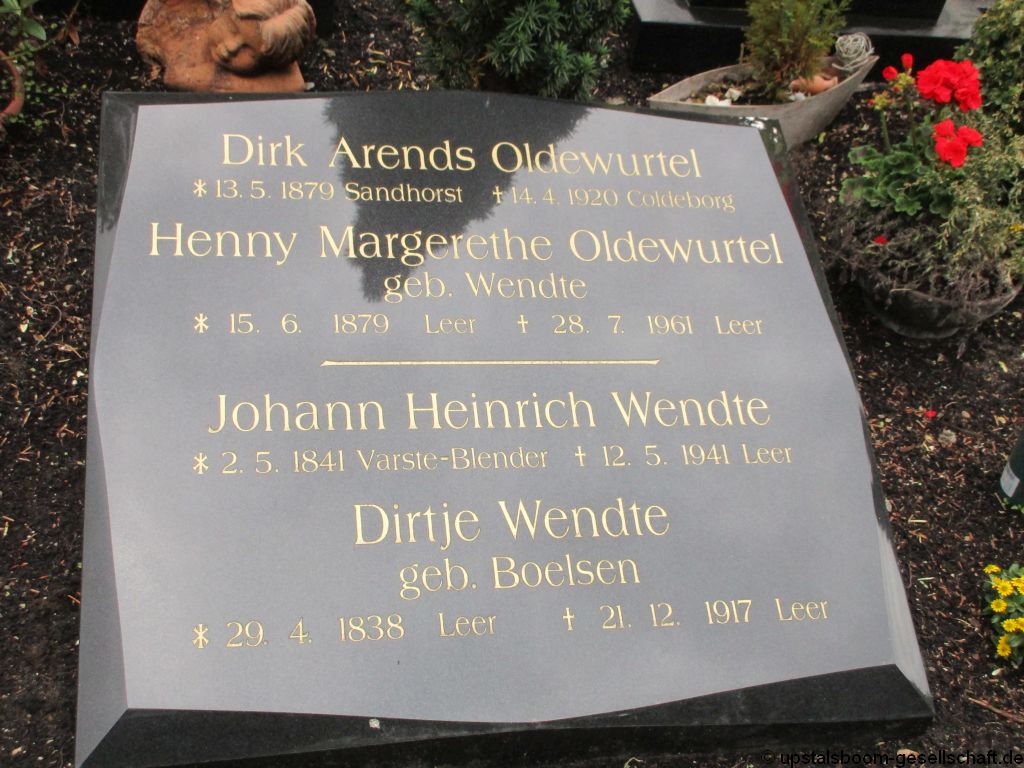 Dirk Arends Oldewurtel
* 13. 5. 1879 Sandhorst † 14. 4. 1920 Coldeborg
Henny Margerethe Oldewurtel
geb. Wendte
* 15. 6. 1879 Leer † 28. 7. 1961 Leer
Johann Heinrich Wendte
* 2. 5. 1841 Varste-Blender † 12. 5. 1941 Leer
Dirtje Wendte
geb. Boelsen
* 29. 4. 1838 Leer † 21. 12. 1917 Leer
© upstalsboom-gesellschaft.de